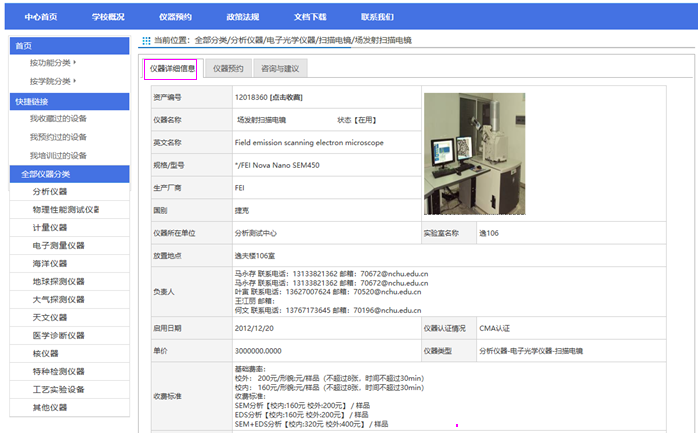 中心首页 学校概况 仪器预约 政策法规 文档下载 联系我们
首页
按功能分类
按学院分类
快捷链接
我收藏过的设备
我预约过的设备
我培训过的设备
全部仪器分类
分析仪器
物理性能测试仪器
计量仪器
电子测量仪器
海洋仪器
地球探测仪器
大气探测仪器
天文仪器
医学诊断仪器
核仪器
特种检测仪器
工艺实验设备
其他仪器
当前位置：全部分类/分析仪器/电子光学仪器/扫描电镜/场发射扫描电镜
仪器详细信息 仪器预约 咨询与建议
资产编号 12018360 [点击收藏]
仪器名称 场发射扫描电镜 状态【在用】
英文名称 Field emission scanning electron microscope
规格/型号 */FEI Nova Nano SEM450
生产厂商 FEI
国别 捷克
仪器所在单位 分析测试中心 实验室名称 逸106
放置地点 逸夫楼106室
负责人
马永存 联系电话：13133821362 邮箱：70672@nchu.edu.cn
马永存 联系电话：13133821362 邮箱：70672@nchu.edu.cn
叶寅 联系电话：13627007624 邮箱：70520@nchu.edu.cn
王江丽 邮箱：
何文 联系电话：13767173645 邮箱：70196@nchu.edu.cn
启用日期 2012/12/20 仪器认证情况 CMA认证
单价 3000000.0000 仪器类型 分析仪器-电子光学仪器-扫描电镜
收费标准
基础费率:
校外： 200元/形貌:元/样品（不超过8张，时间不超过30min）
校内： 160元/形貌:元/样品（不超过8张，时间不超过30min）
收费标准:
SEM分析【校内:160元 校外:200元】 / 样品
EDS分析【校内:160元 校外:200元】 / 样品
SEM+EDS分析【校内:320元 校外:400元】 / 样品